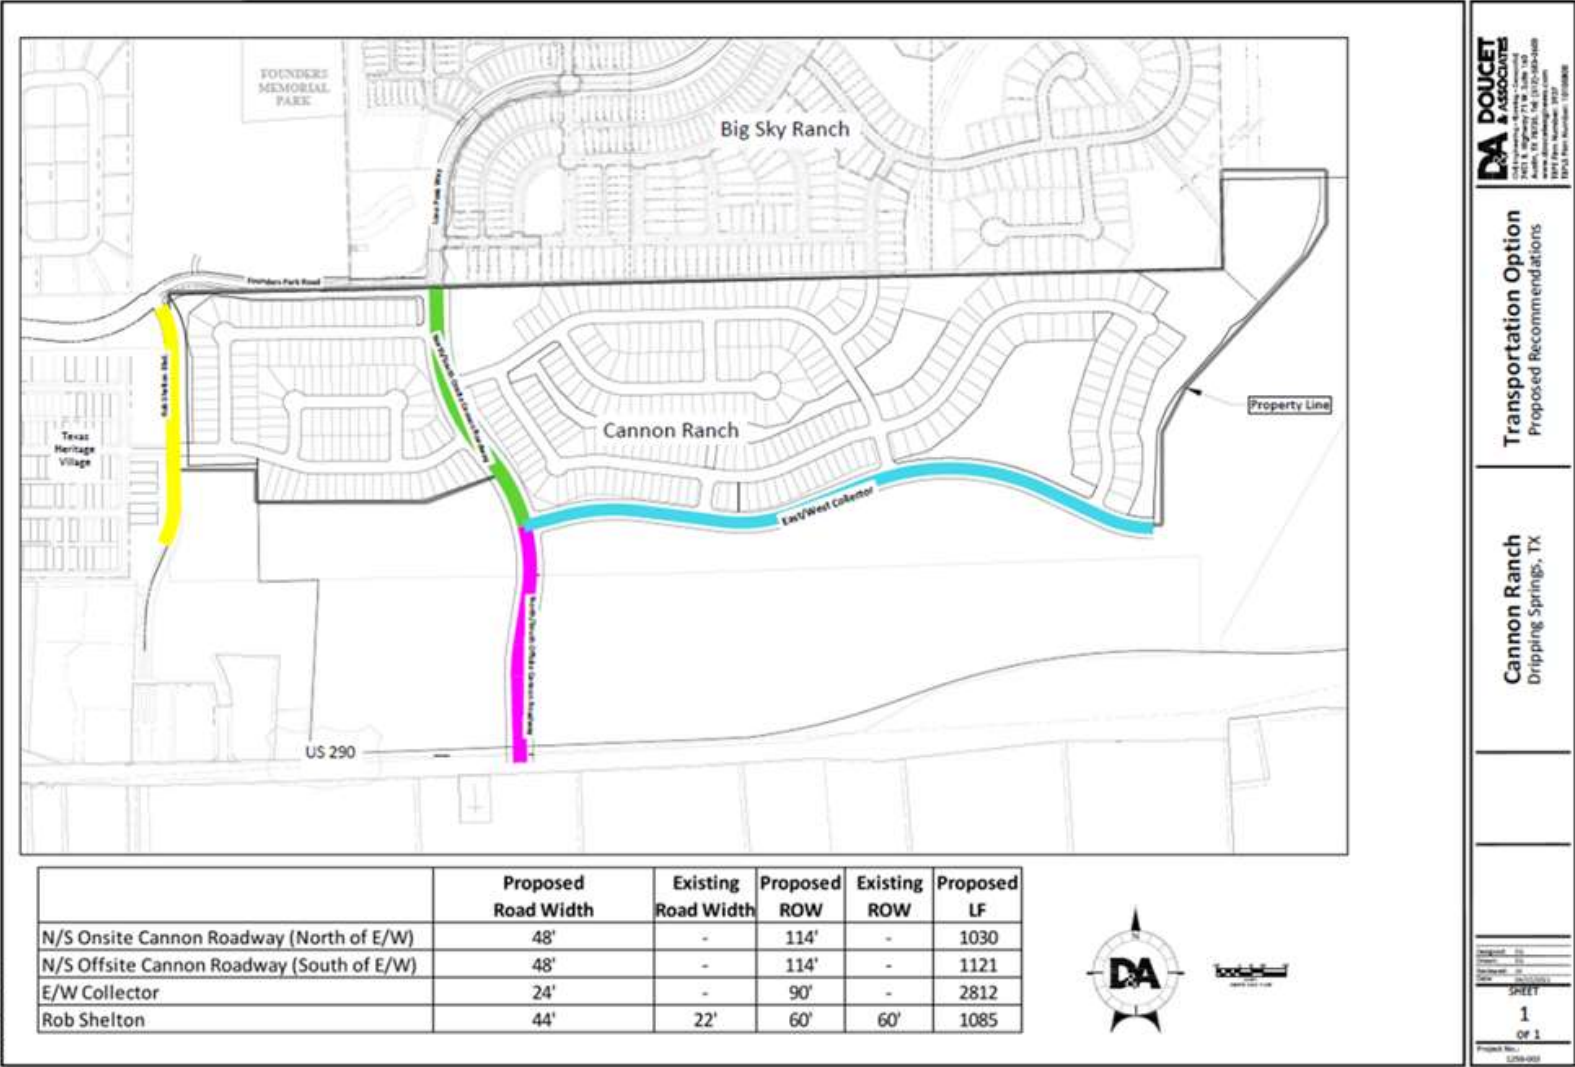 FOUNDERS
MEMORIAL
PARK
Big Sky Ranch
Founders Park Road
Texas
Heritage
Village
Cannon Ranch
Property Line
East/West Collector
US 290
Proposed Road Width
Existing Road Width
Proposed ROW
Existing ROW
Proposed LF
N/S Onsite Cannon Roadway (North of E/W) 48' - 114' - 1030
N/S Offsite Cannon Roadway (South of E/W) 48' - 114' - 1121
E/W Collector 24' - 90' - 2812
Rob Shelton 44' 22' 60' 60' 1085
N
D&A
D&A DOUCET
& ASSOCIATES
Transportation Option
Proposed Recommendations
Cannon Ranch
Dripping Springs, TX
SHEET
1
OF 1
Project No.: